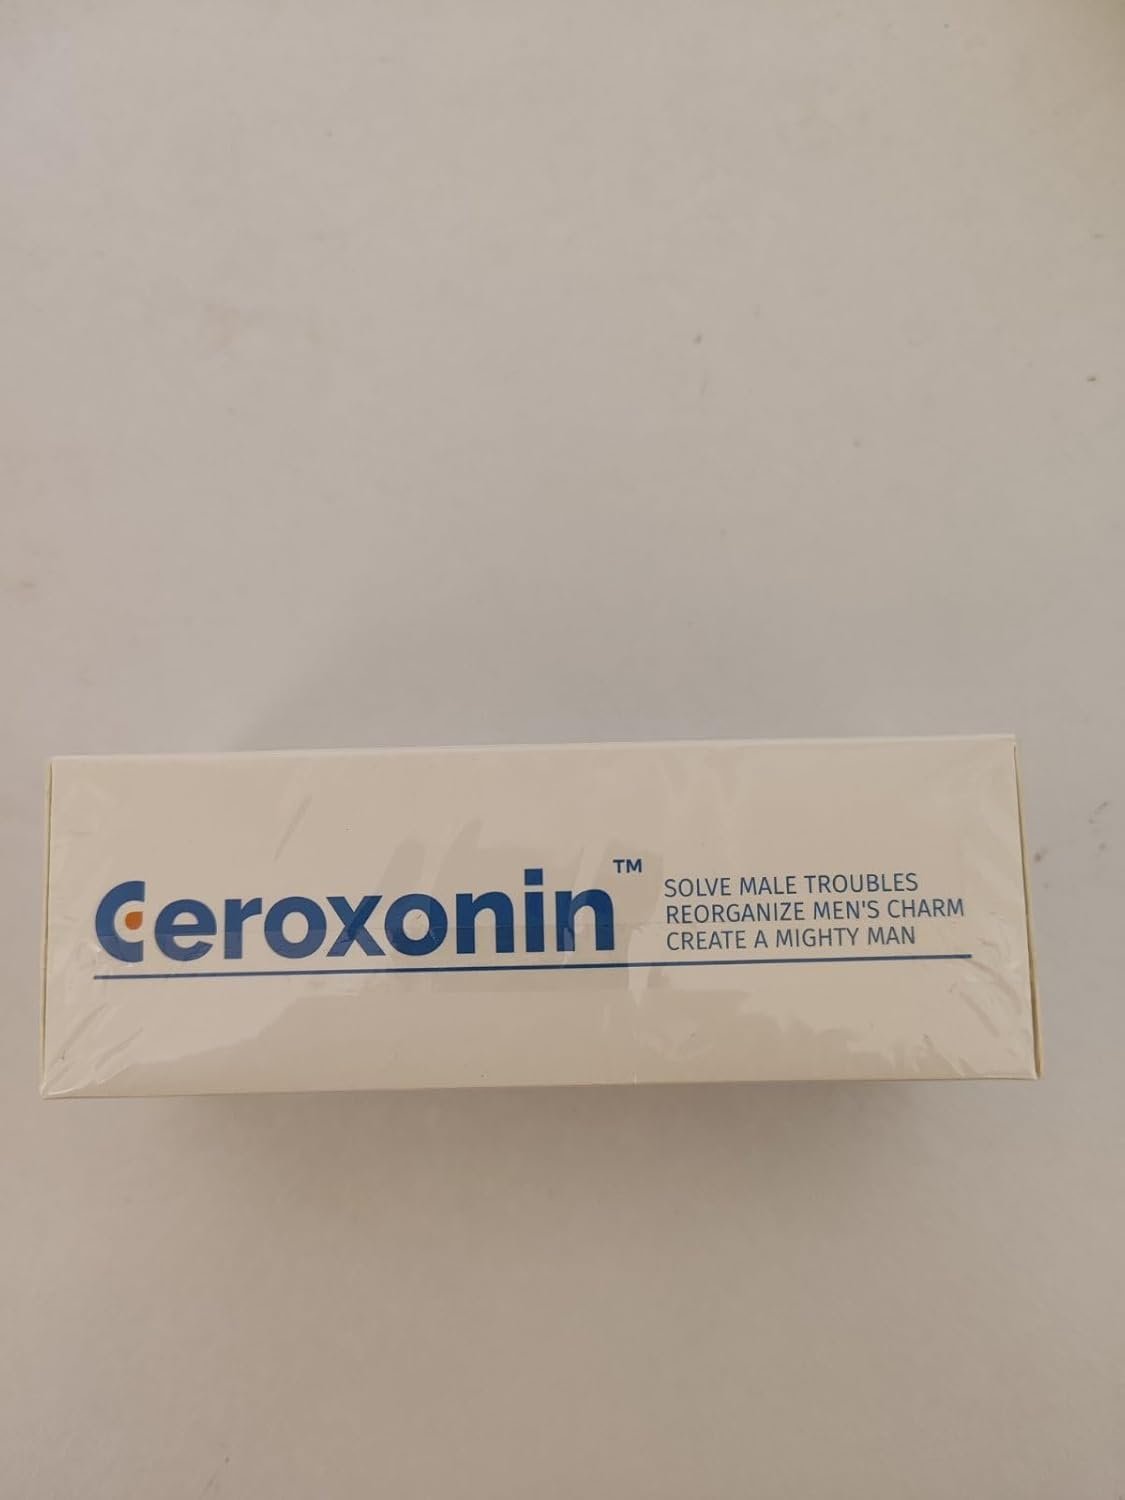 Ceroxonin™
SOLVE MALE TROUBLES
REORGANIZE MEN'S CHARM
CREATE A MIGHTY MAN